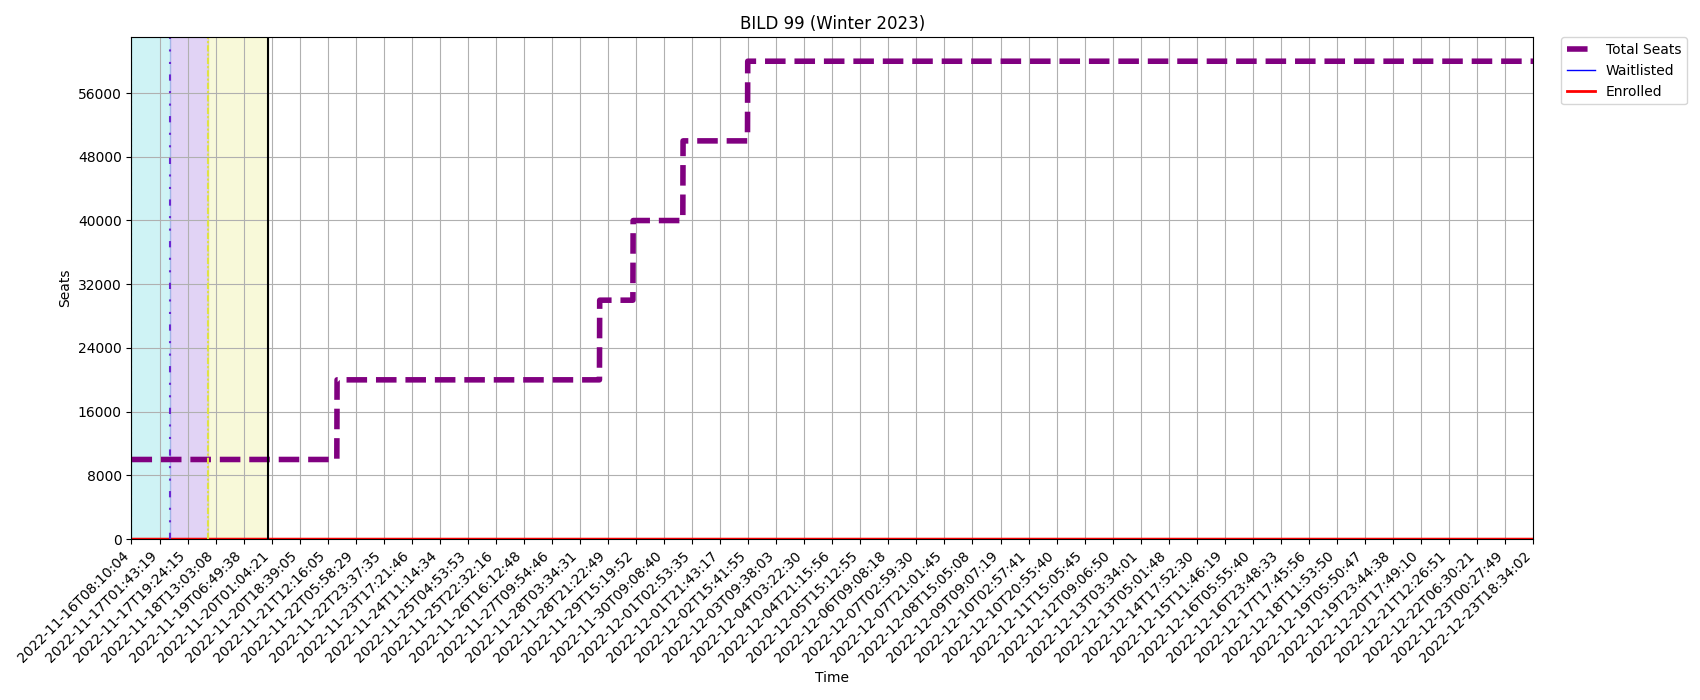 BILD 99 (Winter 2023)
Total Seats
Waitlisted
Enrolled
Seats
56000
48000
40000
32000
24000
16000
8000
0
2022-11-16T08:10:04
2022-11-17T01:43:19
2022-11-17T19:24:15
2022-11-18T13:03:08
2022-11-19T06:49:38
2022-11-20T01:04:21
2022-11-20T18:39:05
2022-11-21T12:16:05
2022-11-22T05:58:29
2022-11-22T23:37:35
2022-11-23T17:21:46
2022-11-24T11:14:34
2022-11-25T04:53:53
2022-11-25T22:32:16
2022-11-26T16:12:48
2022-11-27T09:54:46
2022-11-28T03:34:31
2022-11-28T21:22:49
2022-11-29T15:19:52
2022-11-30T09:08:40
2022-12-01T02:53:35
2022-12-01T21:43:17
2022-12-02T15:41:55
2022-12-03T09:38:03
2022-12-04T03:22:30
2022-12-04T21:15:56
2022-12-05T15:12:55
2022-12-06T09:08:18
2022-12-07T02:59:30
2022-12-07T21:01:45
2022-12-08T15:05:08
2022-12-09T09:07:19
2022-12-10T02:57:41
2022-12-10T20:55:40
2022-12-11T15:05:45
2022-12-12T09:06:50
2022-12-13T03:34:01
2022-12-13T05:01:48
2022-12-14T17:52:30
2022-12-15T11:46:19
2022-12-16T05:55:40
2022-12-16T23:48:33
2022-12-17T17:45:56
2022-12-18T11:53:50
2022-12-19T05:50:47
2022-12-19T23:44:38
2022-12-20T17:49:10
2022-12-21T12:26:51
2022-12-22T06:30:21
2022-12-23T00:27:49
2022-12-23T18:34:02
Time